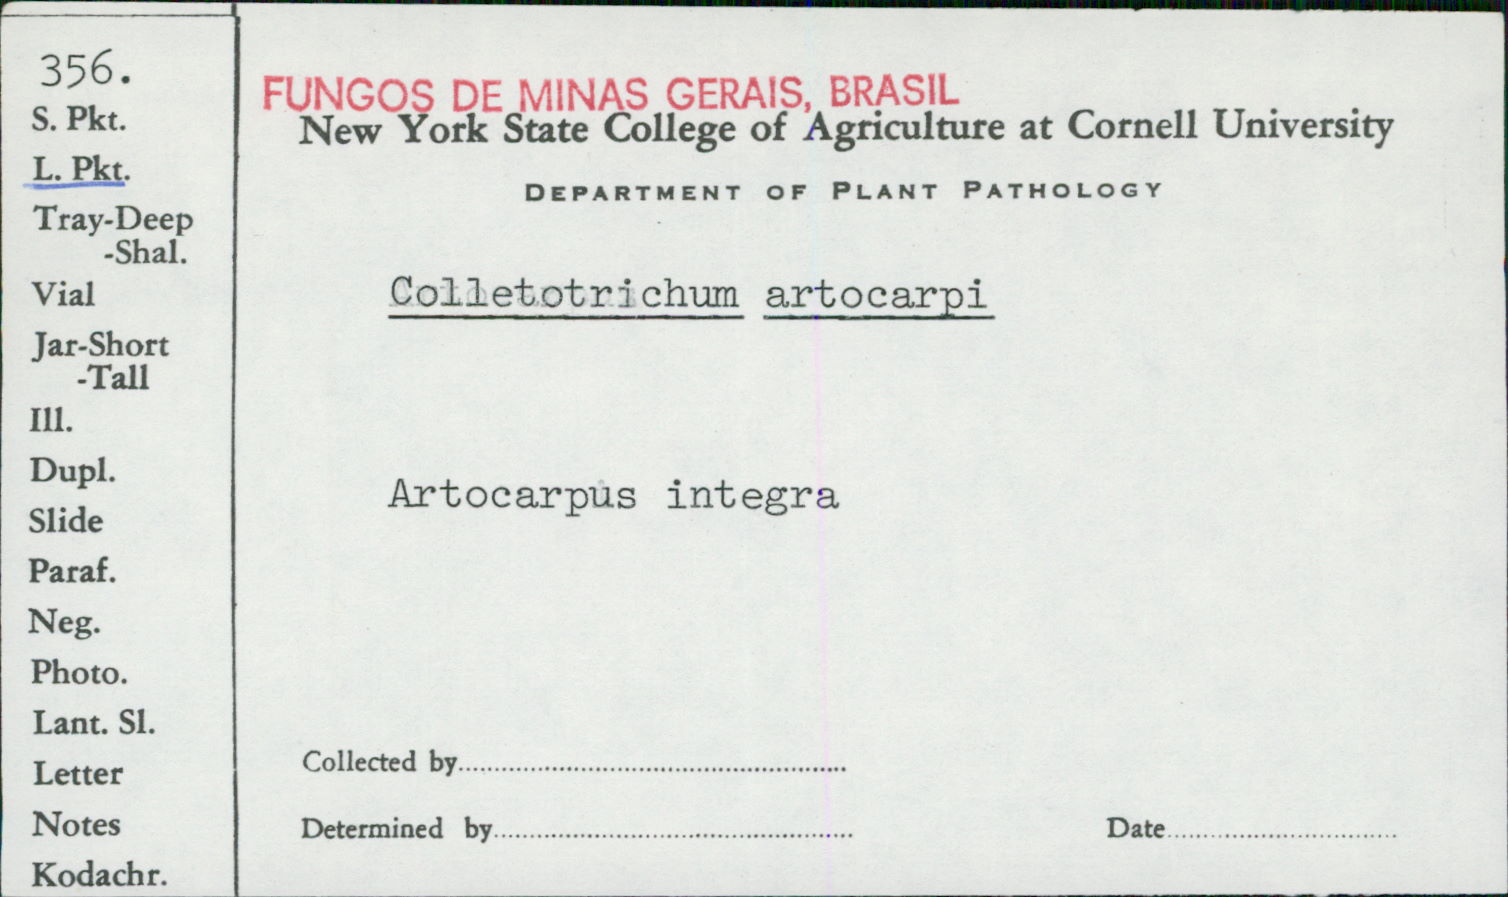 356.
S. Pkt.
L. Pkt.
Tray-Deep
-Shal.
Vial
Jar-Short
-Tall
Ill.
Dupl.
Slide
Paraf.
Neg.
Photo.
Lant. Sl.
Letter
Notes
Kodachr.
FUNGOS DE MINAS GERAIS, BRASIL
New York State College of Agriculture at Cornell University
DEPARTMENT OF PLANT PATHOLOGY
Colletotrichum artocarpi
Artocarpus integra
Collected by
Determined by
Date